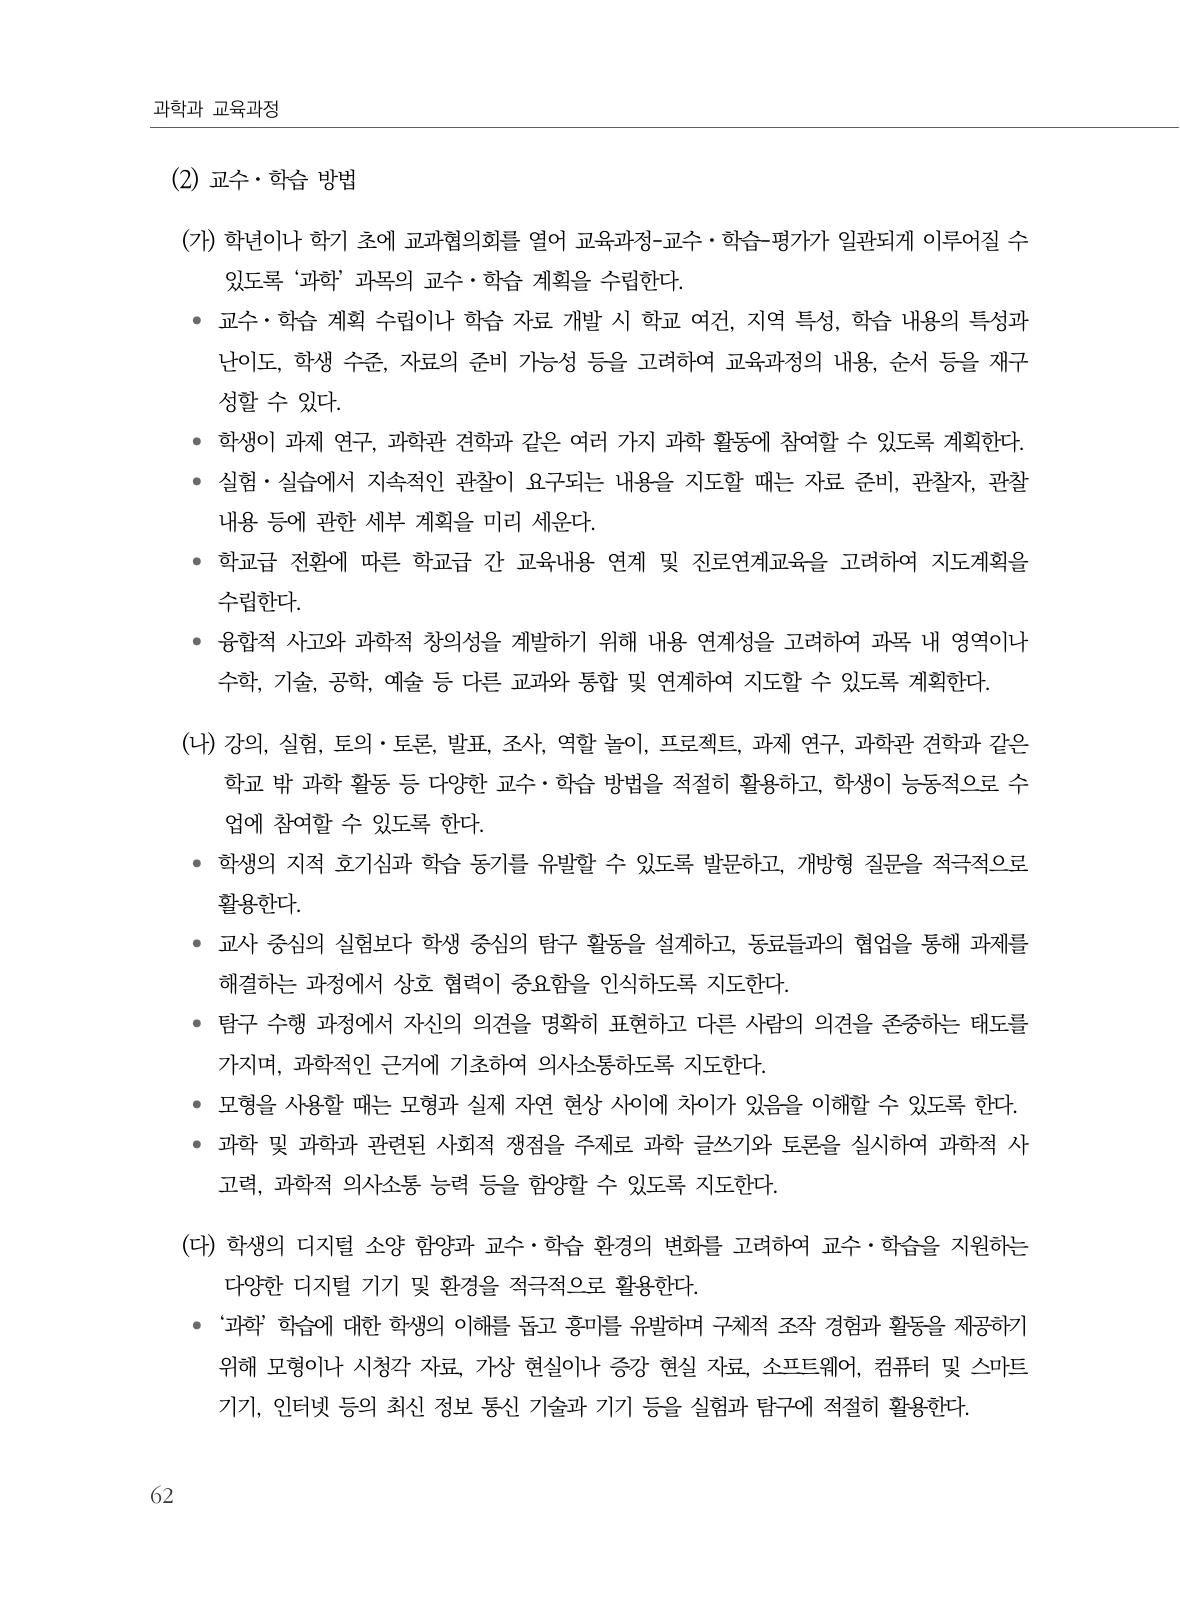 과학과 교육과정
(2) 교수・학습 방법
(가) 학년이나 학기 초에 교과협의회를 열어 교육과정-교수・학습-평가가 일관되게 이루어질 수
있도록 ‘과학’ 과목의 교수・학습 계획을 수립한다.
● 교수・학습 계획 수립이나 학습 자료 개발 시 학교 여건, 지역 특성, 학습 내용의 특성과
난이도, 학생 수준, 자료의 준비 가능성 등을 고려하여 교육과정의 내용, 순서 등을 재구
성할 수 있다.
● 학생이 과제 연구, 과학관 견학과 같은 여러 가지 과학 활동에 참여할 수 있도록 계획한다.
● 실험・실습에서 지속적인 관찰이 요구되는 내용을 지도할 때는 자료 준비, 관찰자, 관찰
내용 등에 관한 세부 계획을 미리 세운다.
● 학교급 전환에 따른 학교급 간 교육내용 연계 및 진로연계교육을 고려하여 지도계획을
수립한다.
● 융합적 사고와 과학적 창의성을 계발하기 위해 내용 연계성을 고려하여 과목 내 영역이나
수학, 기술, 공학, 예술 등 다른 교과와 통합 및 연계하여 지도할 수 있도록 계획한다.
(나) 강의, 실험, 토의・토론, 발표, 조사, 역할 놀이, 프로젝트, 과제 연구, 과학관 견학과 같은
학교 밖 과학 활동 등 다양한 교수・학습 방법을 적절히 활용하고, 학생이 능동적으로 수
업에 참여할 수 있도록 한다.
● 학생의 지적 호기심과 학습 동기를 유발할 수 있도록 발문하고, 개방형 질문을 적극적으로
활용한다.
● 교사 중심의 실험보다 학생 중심의 탐구 활동을 설계하고, 동료들과의 협업을 통해 과제를
해결하는 과정에서 상호 협력이 중요함을 인식하도록 지도한다.
● 탐구 수행 과정에서 자신의 의견을 명확히 표현하고 다른 사람의 의견을 존중하는 태도를
가지며, 과학적인 근거에 기초하여 의사소통하도록 지도한다.
● 모형을 사용할 때는 모형과 실제 자연 현상 사이에 차이가 있음을 이해할 수 있도록 한다.
● 과학 및 과학과 관련된 사회적 쟁점을 주제로 과학 글쓰기와 토론을 실시하여 과학적 사
고력, 과학적 의사소통 능력 등을 함양할 수 있도록 지도한다.
(다) 학생의 디지털 소양 함양과 교수・학습 환경의 변화를 고려하여 교수・학습을 지원하는
다양한 디지털 기기 및 환경을 적극적으로 활용한다.
● ‘과학’ 학습에 대한 학생의 이해를 돕고 흥미를 유발하며 구체적 조작 경험과 활동을 제공하기
위해 모형이나 시청각 자료, 가상 현실이나 증강 현실 자료, 소프트웨어, 컴퓨터 및 스마트
기기, 인터넷 등의 최신 정보 통신 기술과 기기 등을 실험과 탐구에 적절히 활용한다.
62